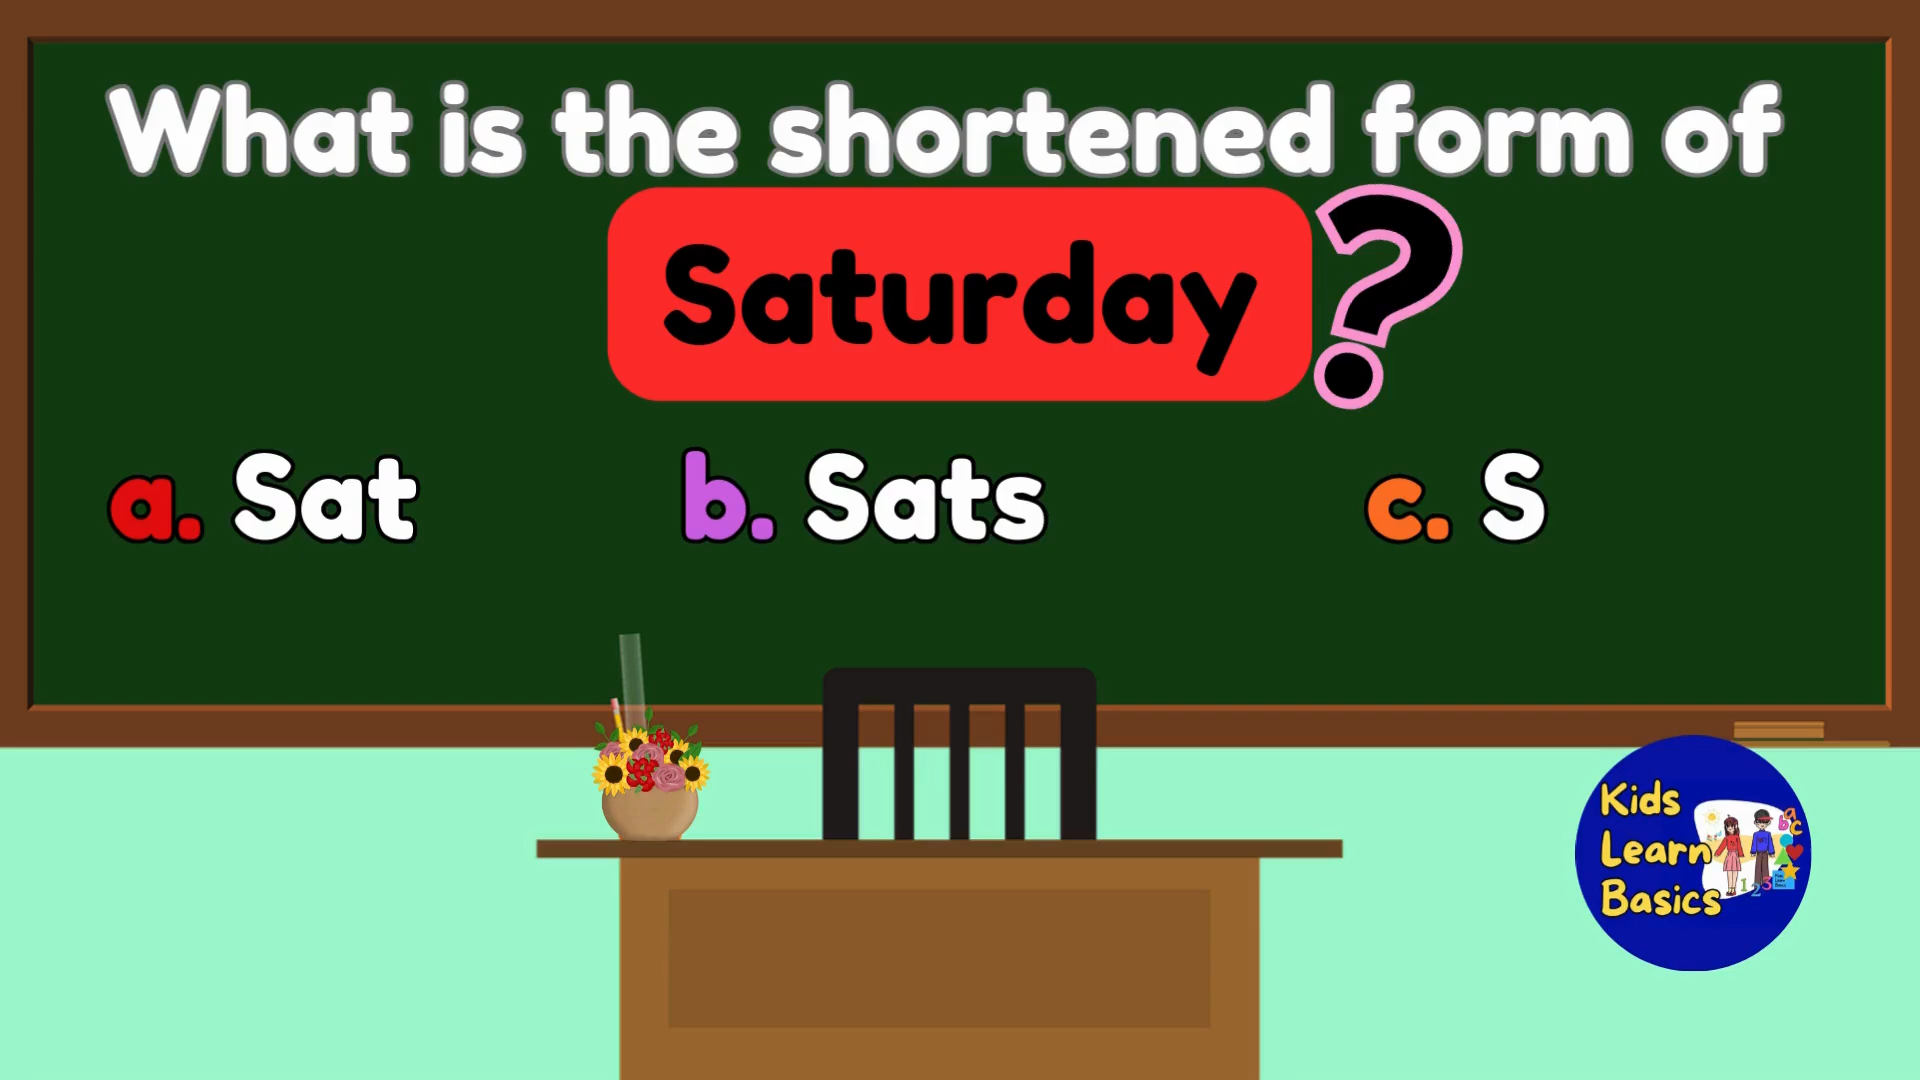 What is the shortened form of
Saturday?
a. Sat b. Sats c. S
Kids
Learn
Basics